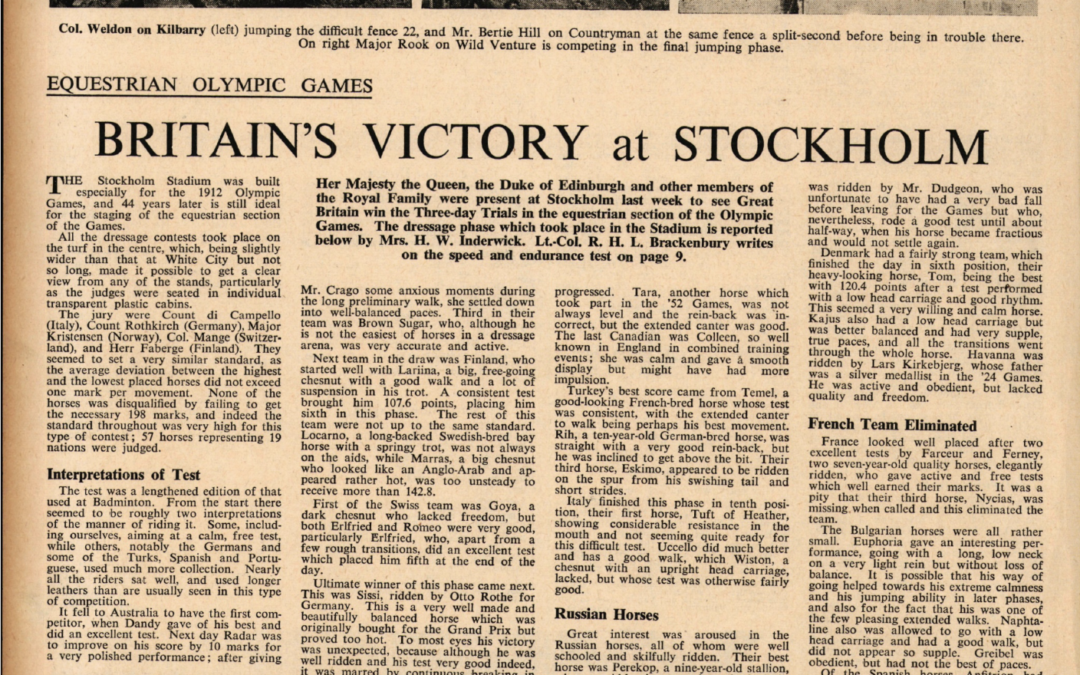 Col. Weldon on Kilbarry (left) jumping the difficult fence 22, and Mr. Bertie Hill on Countryman at the same fence a split-second before being in trouble there.
On right Major Rook on Wild Venture is competing in the final jumping phase.
EQUESTRIAN OLYMPIC GAMES
BRITAIN'S VICTORY at STOCKHOLM
THE Stockholm Stadium was built
especially for the 1912 Olympic
Games, and 44 years later is still ideal
for the staging of the equestrian section
of the Games.
All the dressage contests took place on
the turf in the centre, which, being slightly
wider than that at White City but not
so long, made it possible to get a clear
view from any of the stands, particularly
as the judges were seated in individual
transparent plastic cabins.
The jury were Count di Campello
(Italy), Count Rothkirch (Germany), Major
Kristensen (Norway), Col. Mange (Switzer-
land), and Herr Faberge (Finland). They
seemed to set a very similar standard, as
the average deviation between the highest
and the lowest placed horses did not exceed
one mark per movement. None of the
horses was disqualified by failing to get
the necessary 198 marks, and indeed the
standard throughout was very high for this
type of contest; 57 horses representing 19
nations were judged.
Interpretations of Test
The test was a lengthened edition of that
used at Badminton. From the start there
seemed to be roughly two interpretations
of the manner of riding it. Some, includ-
ing ourselves, aiming at a calm, free test,
while others, notably the Germans and
some of the Turks, Spanish and Portu-
guese, used much more collection. Nearly
all the riders sat well, and used longer
leathers than are usually seen in this type
of competition.
It fell to Australia to have the first com-
petitor, when Dandy gave of his best and
did an excellent test. Next day Radar was
to improve on his score by 10 marks for
a very polished performance; after giving
Her Majesty the Queen, the Duke of Edinburgh and other members of
the Royal Family were present at Stockholm last week to see Great
Britain win the Three-day Trials in the equestrian section of the Olympic
Games. The dressage phase which took place in the Stadium is reported
below by Mrs. H. W. Inderwick. Lt.-Col. R. H. L. Brackenbury writes
on the speed and endurance test on page 9.
Mr. Crago some anxious moments during
the long preliminary walk, she settled down
into well-balanced paces. Third in their
team was Brown Sugar, who, although he
is not the easiest of horses in a dressage
arena, was very accurate and active.
Next team in the draw was Finland, who
started well with Lariina, a big, free-going
chesnut with a good walk and a lot of
suspension in his trot. A consistent test
brought him 107.6 points, placing him
sixth in this phase. The rest of this
team were not up to the same standard.
Locarno, a long-backed Swedish-bred bay
horse with a springy trot, was not always
on the aids, while Marras, a big chesnut
who looked like an Anglo-Arab and ap-
peared rather hot, was too unsteady to
receive more than 142.8.
First of the Swiss team was Goya, a
dark chesnut who lacked freedom, but
both Erlfried and Romeo were very good,
particularly Erlfried, who, apart from a
few rough transitions, did an excellent test
which placed him fifth at the end of the
day.
Ultimate winner of this phase came next.
This was Sissi, ridden by Otto Rothe for
Germany. This is a very well made and
beautifully balanced horse which was
originally bought for the Grand Prix but
proved too hot. To most eyes his victory
was unexpected, because although he was
well ridden and his test very good indeed,
it was marred by continuous breaking in
progressed. Tara, another horse which
took part in the '52 Games, was not
always level and the rein-back was in-
correct, but the extended canter was good.
The last Canadian was Colleen, so well
known in England in combined training
events; she was calm and gave a smooth
display but might have had more
impulsion.
Turkey's best score came from Temel, a
good-looking French-bred horse whose test
was consistent, with the extended canter
to walk being perhaps his best movement.
Rih, a ten-year-old German-bred horse, was
straight with a very good rein-back, but
he was inclined to get above the bit. Their
third horse, Eskimo, appeared to be ridden
on the spur from his swishing tail and
short strides.
Italy finished this phase in tenth posi-
tion, their first horse, Tuft of Heather,
showing considerable resistance in the
mouth and not seeming quite ready for
this difficult test. Uccello did much better
and has a good walk, which Wiston, a
chesnut with an upright head carriage,
lacked, but whose test was otherwise fairly
good.
Russian Horses
Great interest was aroused in the
Russian horses, all of whom were well
schooled and skilfully ridden. Their best
horse was Perekop, a nine-year-old stallion,
was ridden by Mr. Dudgeon, who was
unfortunate to have had a very bad fall
before leaving for the Games but who,
nevertheless, rode a good test until about
half-way, when his horse became fractious
and would not settle again.
Denmark had a fairly strong team, which
finished the day in sixth position, their
heavy-looking horse, Tom, being the best
with 120.4 points after a test performed
with a low head carriage and good rhythm.
This seemed a very willing and calm horse.
Kajus also had a low head carriage but
was better balanced and had very supple,
true paces, and all the transitions went
through the whole horse. Havanna was
ridden by Lars Kirkebjerg, whose father
was a silver medallist in the '24 Games.
He was active and obedient, but lacked
quality and freedom.
French Team Eliminated
France looked well placed after two
excellent tests by Farceur and Ferney,
two seven-year-old quality horses, elegantly
ridden, who gave active and free tests
which well earned their marks. It was a
pity that their third horse, Nycias, was
missing when called and this eliminated the
team.
The Bulgarian horses were all rather
small. Euphoria gave an interesting per-
formance, going with a long, low neck
on a very light rein but without loss of
balance. It is possible that his way of
going helped towards his extreme calmness
and his jumping ability in later phases,
and also for the fact that his was one of
the few pleasing extended walks. Naphta-
line also was allowed to go with a low
head carriage and had a good walk, but
did not appear so supple. Greibel was
obedient, but had not the best of paces.
Of the Spanish horses, Anfitrion had